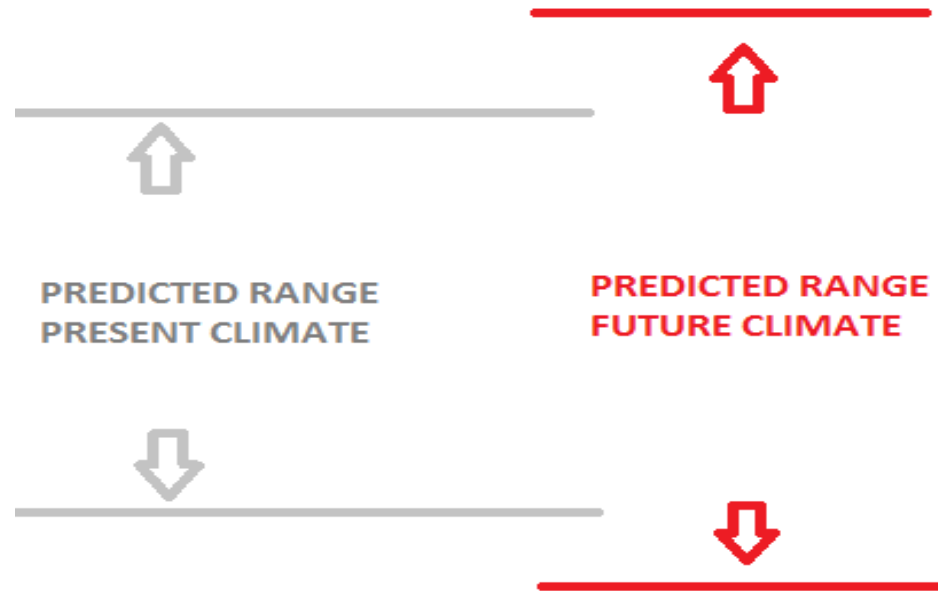 PREDICTED RANGE
PRESENT CLIMATE
PREDICTED RANGE
FUTURE CLIMATE